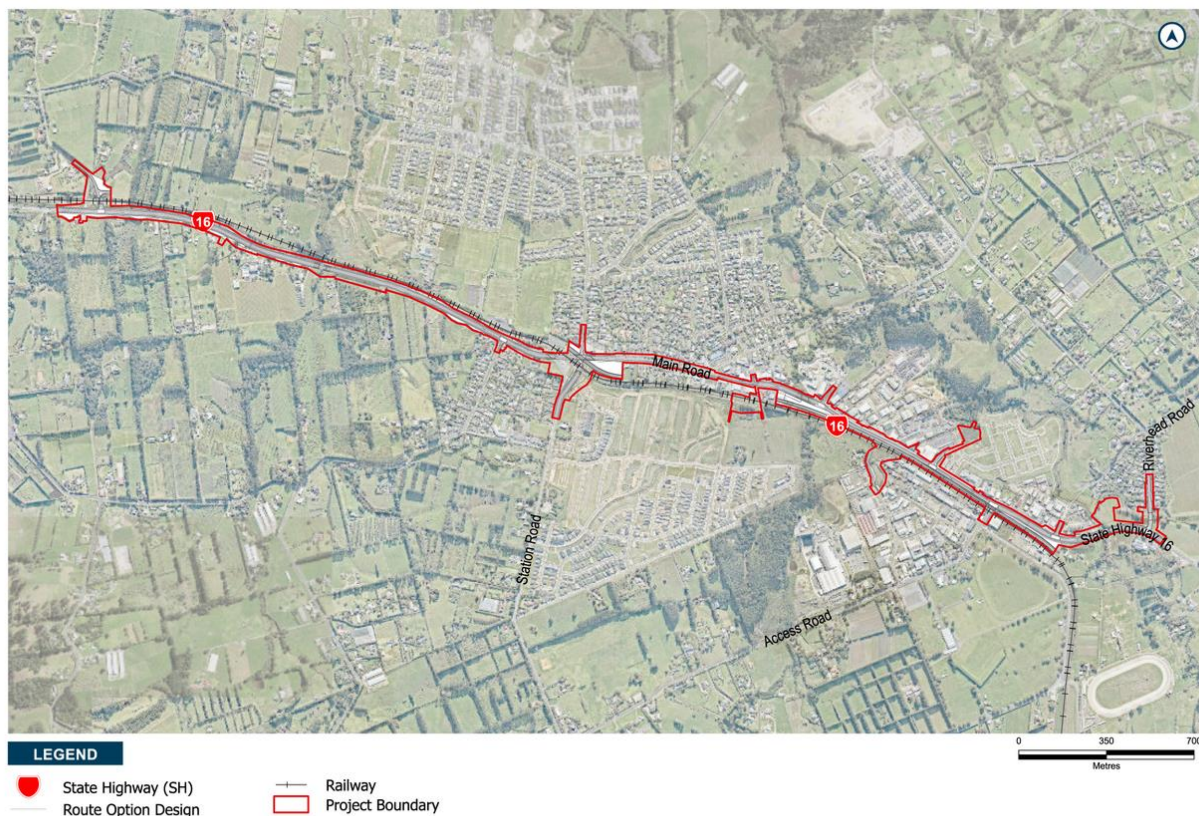 16
Main Road
16
Riverhead Road
State Highway 16
Station Road
Access Road
0 350 700
Metres
LEGEND
State Highway (SH)
Railway
Route Option Design
Project Boundary